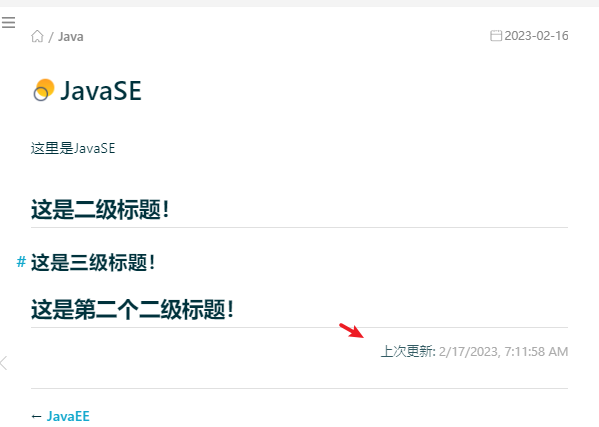 / Java 2023-02-16
JavaSE
这里是JavaSE
这是二级标题！
# 这是三级标题！
这是第二个二级标题！
上次更新: 2/17/2023, 7:11:58 AM
← JavaEE